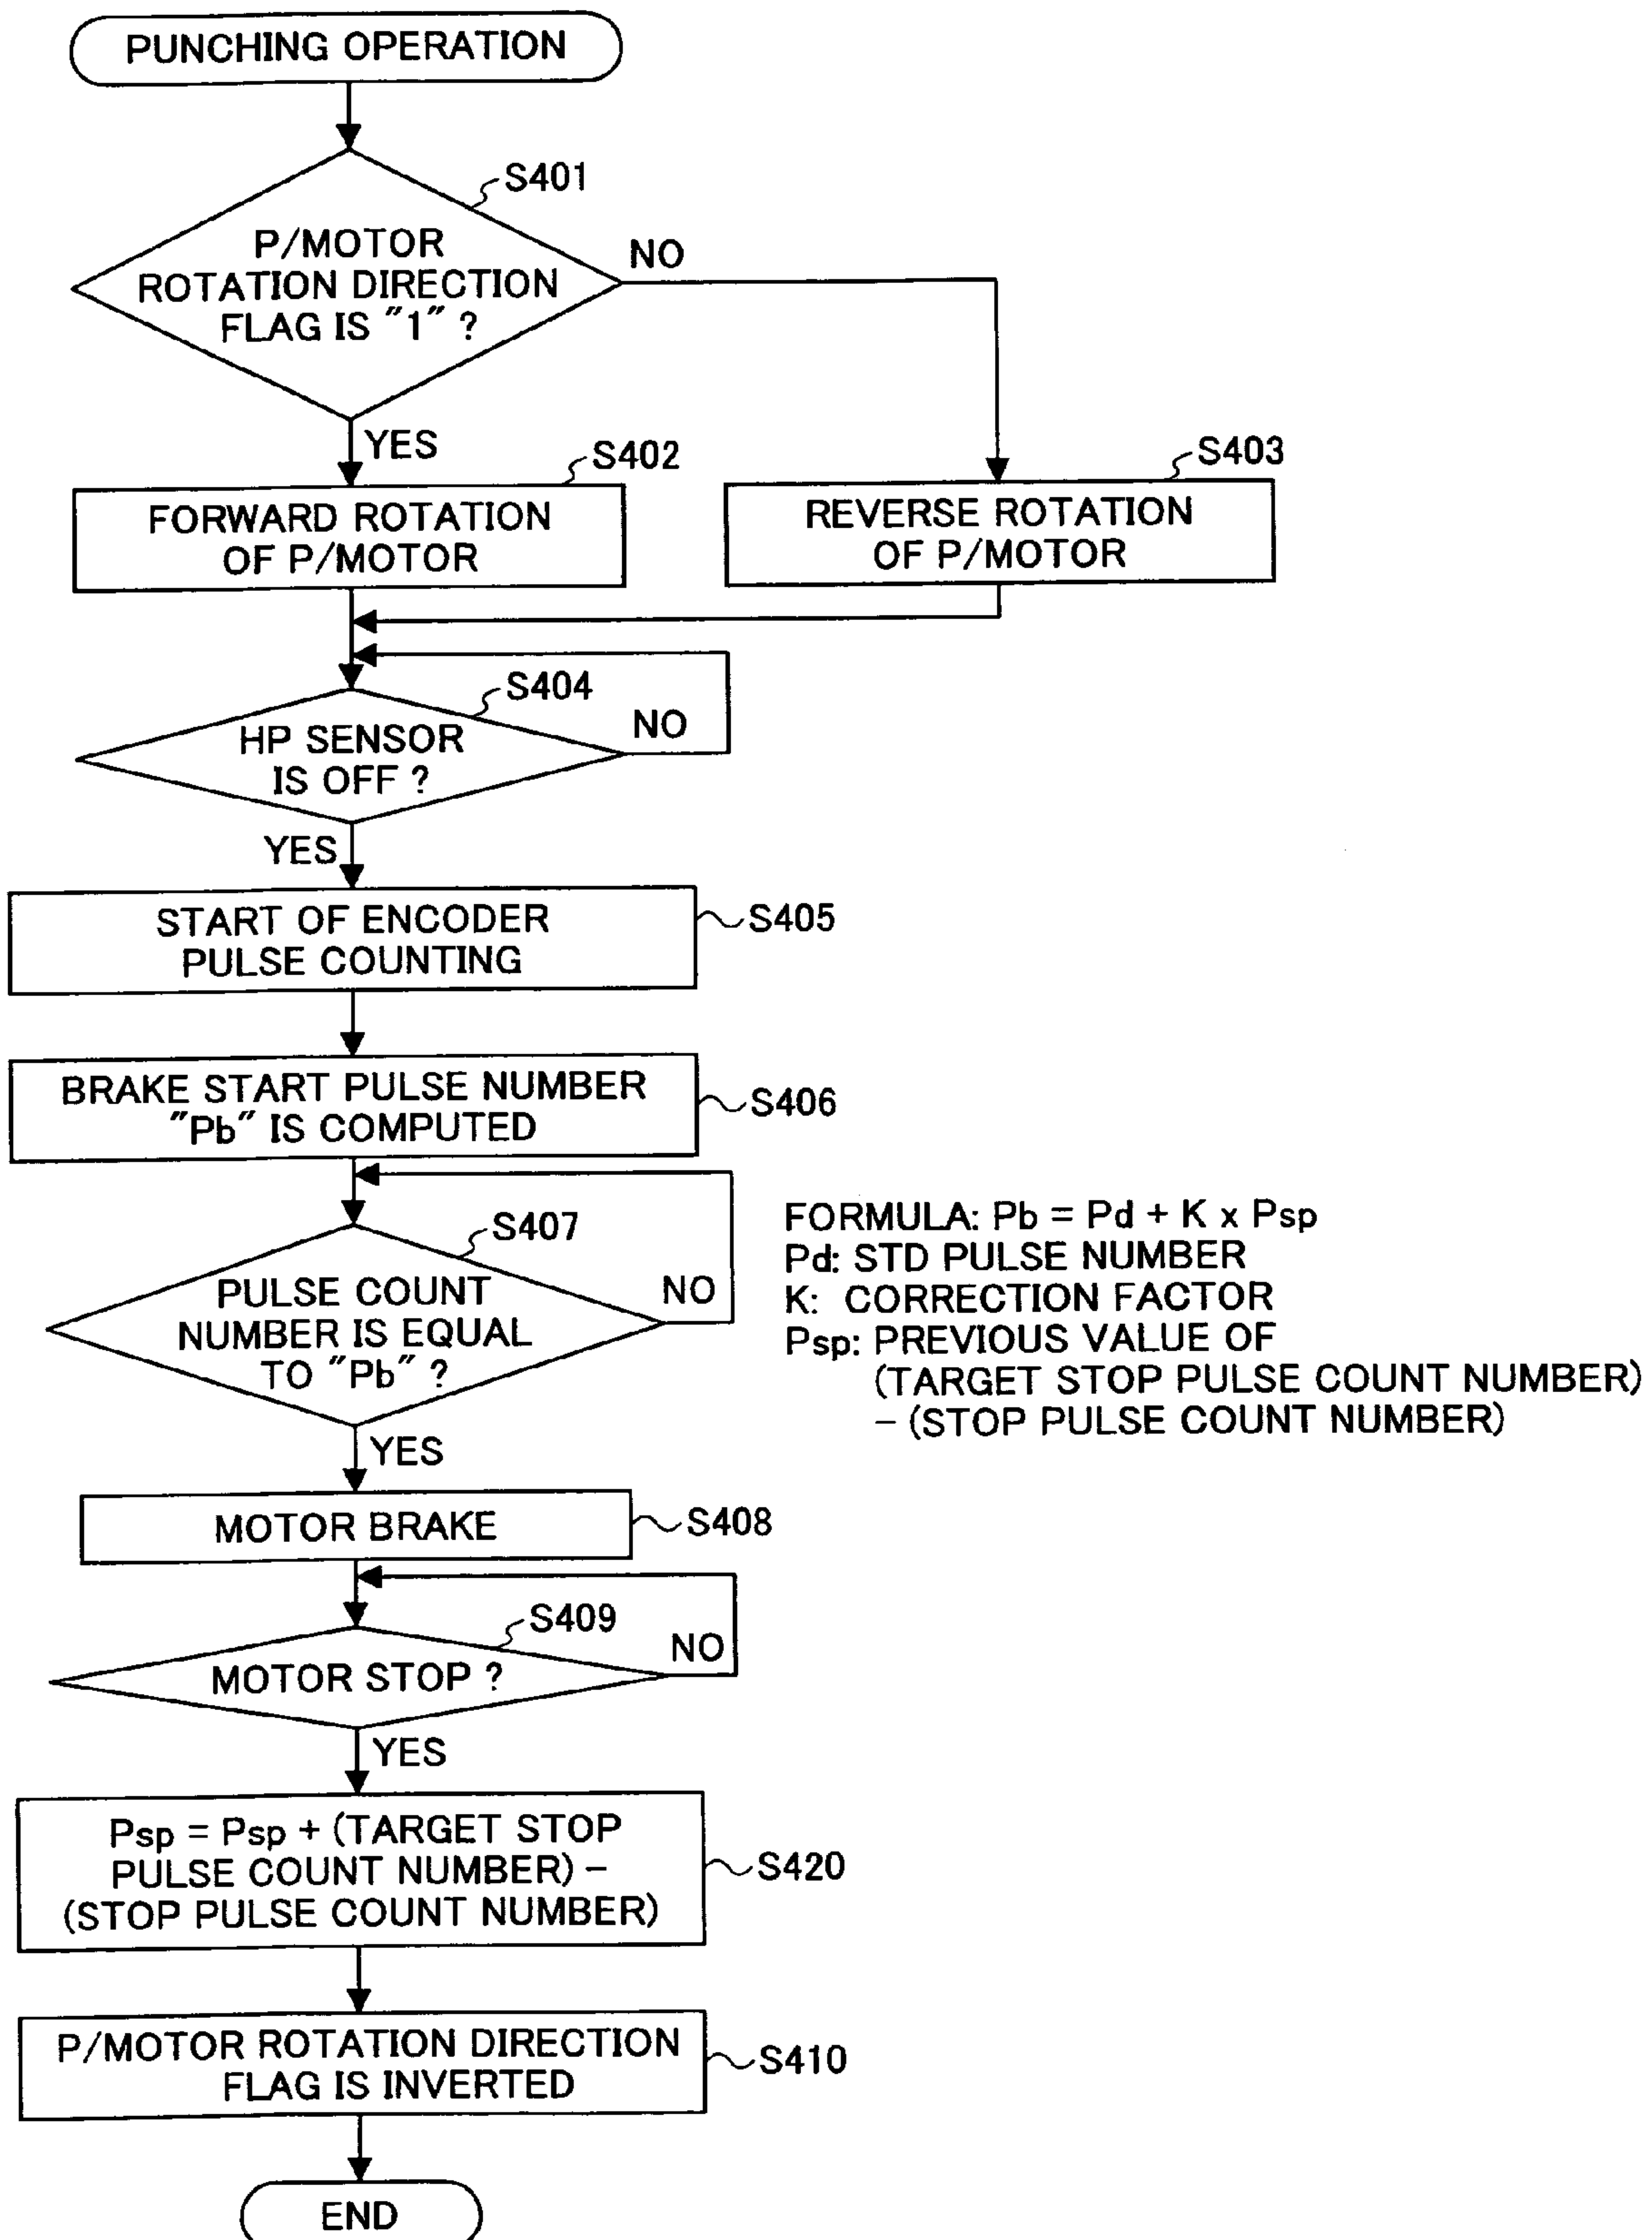 PUNCHING OPERATION
S401
P/MOTOR
ROTATION DIRECTION
FLAG IS "1" ?
NO
YES
S402
FORWARD ROTATION
OF P/MOTOR
S403
REVERSE ROTATION
OF P/MOTOR
S404
HP SENSOR
IS OFF ?
NO
YES
START OF ENCODER
PULSE COUNTING
S405
BRAKE START PULSE NUMBER
"Pb" IS COMPUTED
S406
S407
PULSE COUNT
NUMBER IS EQUAL
TO "Pb" ?
NO
YES
FORMULA: Pb = Pd + K x Psp
Pd: STD PULSE NUMBER
K: CORRECTION FACTOR
Psp: PREVIOUS VALUE OF
(TARGET STOP PULSE COUNT NUMBER)
– (STOP PULSE COUNT NUMBER)
MOTOR BRAKE
S408
S409
MOTOR STOP ?
NO
YES
Psp = Psp + (TARGET STOP
PULSE COUNT NUMBER) –
(STOP PULSE COUNT NUMBER)
S420
P/MOTOR ROTATION DIRECTION
FLAG IS INVERTED
S410
END